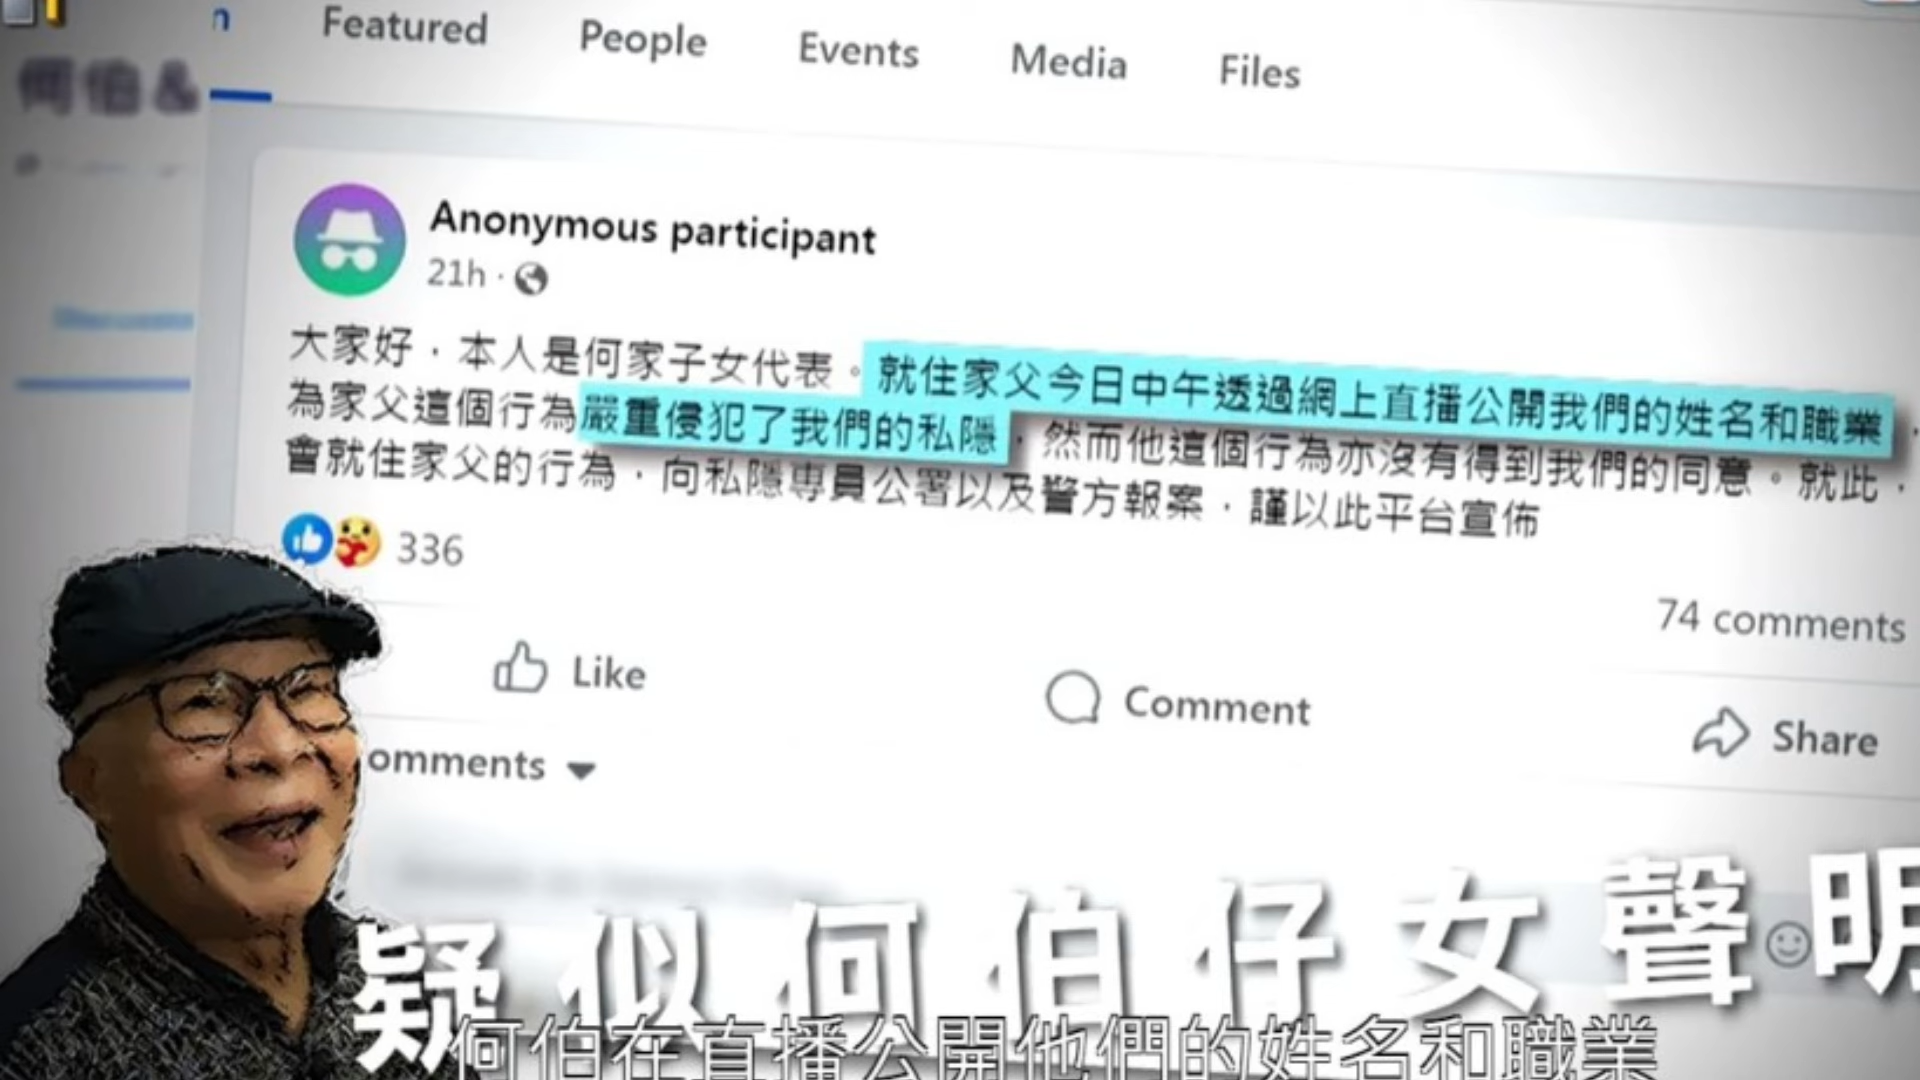 Featured People Events Media Files
何伯&
Anonymous participant
21h ·
大家好，本人是何家子女代表。就住家父今日中午透過網上直播公開我們的姓名和職業，
為家父這個行為嚴重侵犯了我們的私隱，然而他這個行為亦沒有得到我們的同意。就此，
會就住家父的行為，向私隱專員公署以及警方報案，謹以此平台宣佈
336
74 comments
Like Comment Share
omments
疑似何伯仔女聲明
何伯在直播公開他們的姓名和職業